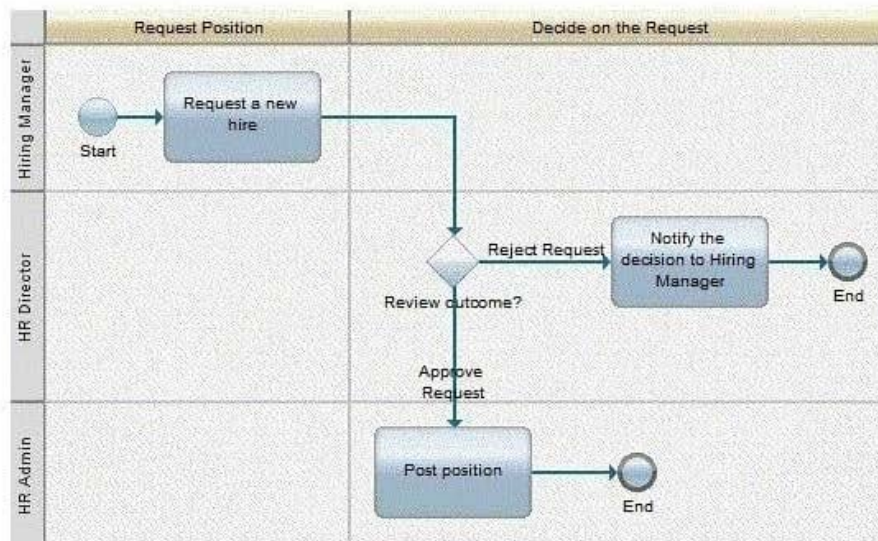 Request Position
Decide on the Request
Hiring Manager
Request a new
hire
Start
HR Director
Reject Request
Notify the
decision to Hiring
Manager
End
Review outcome?
Approve
Request
HR Admin
Post position
End